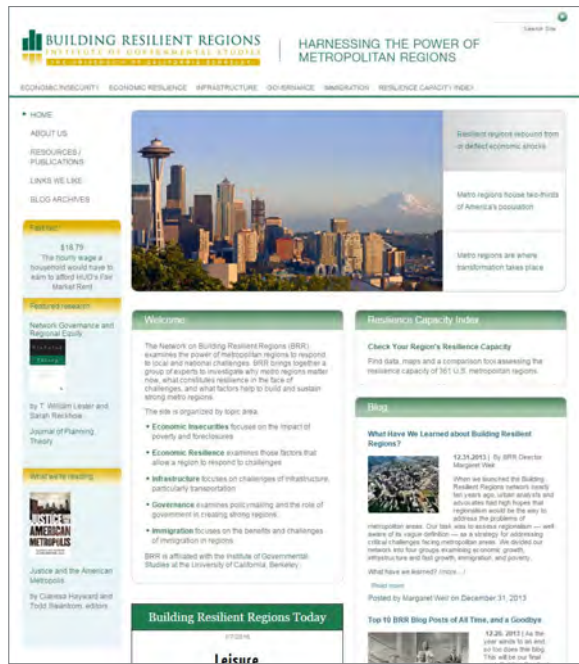 Search Site
BUILDING RESILIENT REGIONS
INSTITUTE OF GOVERNMENTAL STUDIES
THE UNIVERSITY OF CALIFORNIA BERKELEY
HARNESSING THE POWER OF
METROPOLITAN REGIONS
ECONOMIC INSECURITY ECONOMIC RESILIENCE INFRASTRUCTURE GOVERNANCE IMMIGRATION RESILIENCE CAPACITY INDEX
HOME
ABOUT US
RESOURCES /
PUBLICATIONS
LINKS WE LIKE
BLOG ARCHIVES
Resilient regions rebound from
or deflect economic shocks
Metro regions house two-thirds
of America's population
Metro regions are where
transformation takes place
Fast fact
$18.79
The hourly wage a
household would have to
earn to afford HUD's Fair
Market Rent
Featured research
Network Governance and
Regional Equity
by T. William Lester and
Sarah Reckhow
Journal of Planning
Theory
What we're reading
JUSTICE AND THE
AMERICAN
METROPOLIS
Justice and the American
Metropolis
by Clarissa Hayward and
Todd Swanstrom, editors
Welcome
The Network on Building Resilient Regions (BRR)
examines the power of metropolitan regions to respond
to local and national challenges. BRR brings together a
group of experts to investigate why metro regions matter
now, what constitutes resilience in the face of
challenges, and what factors help to build and sustain
strong metro regions.
The site is organized by topic area:
• Economic Insecurities focuses on the impact of
poverty and foreclosures
• Economic Resilience examines those factors that
allow a region to respond to challenges
• Infrastructure focuses on challenges of infrastructure,
particularly transportation
• Governance examines policymaking and the role of
government in creating strong regions
• Immigration focuses on the benefits and challenges
of immigration in regions
BRR is affiliated with the Institute of Governmental
Studies at the University of California, Berkeley.
Building Resilient Regions Today
Leisure
Resilience Capacity Index
Check Your Region's Resilience Capacity
Find data, maps and a comparison tool assessing the
resilience capacity of 361 U.S. metropolitan regions.
Blog
What Have We Learned about Building Resilient
Regions?
12.31.2013 | By BRR Director
Margaret Weir
When we launched the Building
Resilient Regions network nearly
ten years ago, urban analysts and
advocates had high hopes that
regionalism would be the way to
address the problems of
metropolitan areas. Our task was to assess regionalism — well
aware of its vague definition — as a strategy for addressing
critical challenges facing metropolitan areas. We divided our
network into four groups examining economic growth,
infrastructure and fast growth, immigration, and poverty.
What have we learned? (more…)
Read more
Posted by Margaret Weir on December 31, 2013
Top 10 BRR Blog Posts of All Time, and a Goodbye
12.20. 2013 | As the
year winds to an end,
so too does this blog.
This will be our final